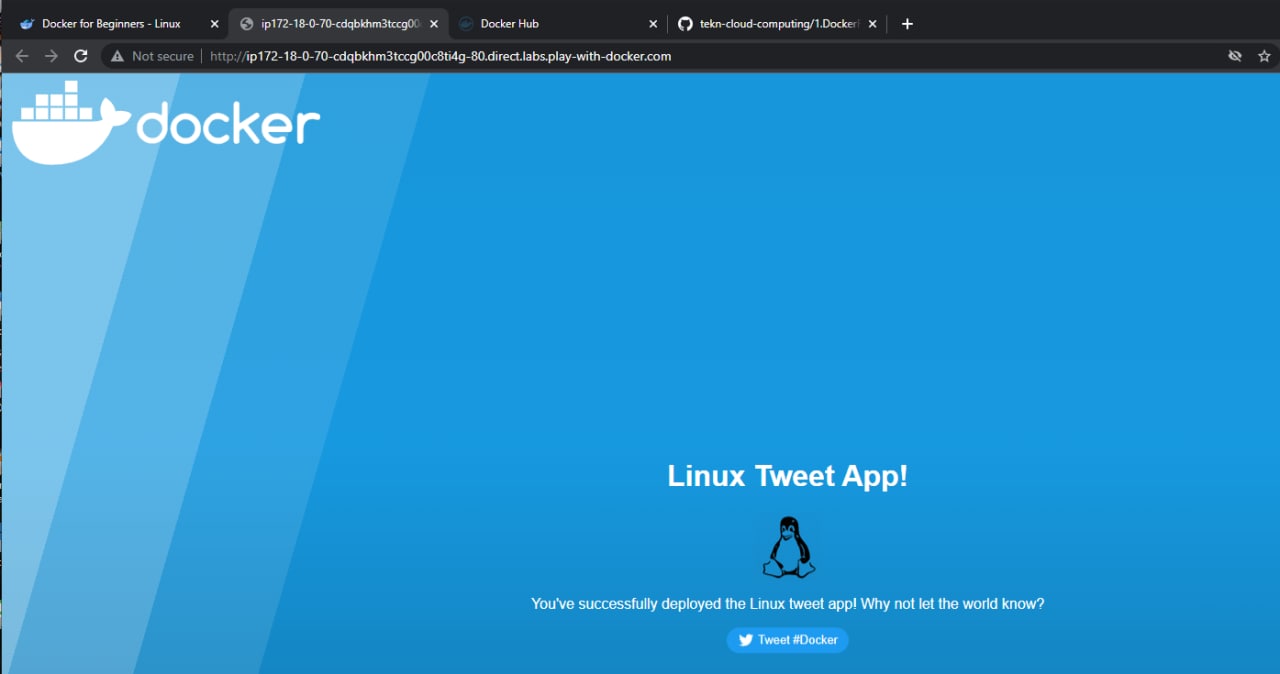 Docker for Beginners - Linux
ip172-18-0-70-cdqbkhm3tccg00
Docker Hub
tekn-cloud-computing/1.Docker
Not secure
http://ip172-18-0-70-cdqbkhm3tccg00c8ti4g-80.direct.labs.play-with-docker.com
docker
Linux Tweet App!
You've successfully deployed the Linux tweet app! Why not let the world know?
Tweet #Docker